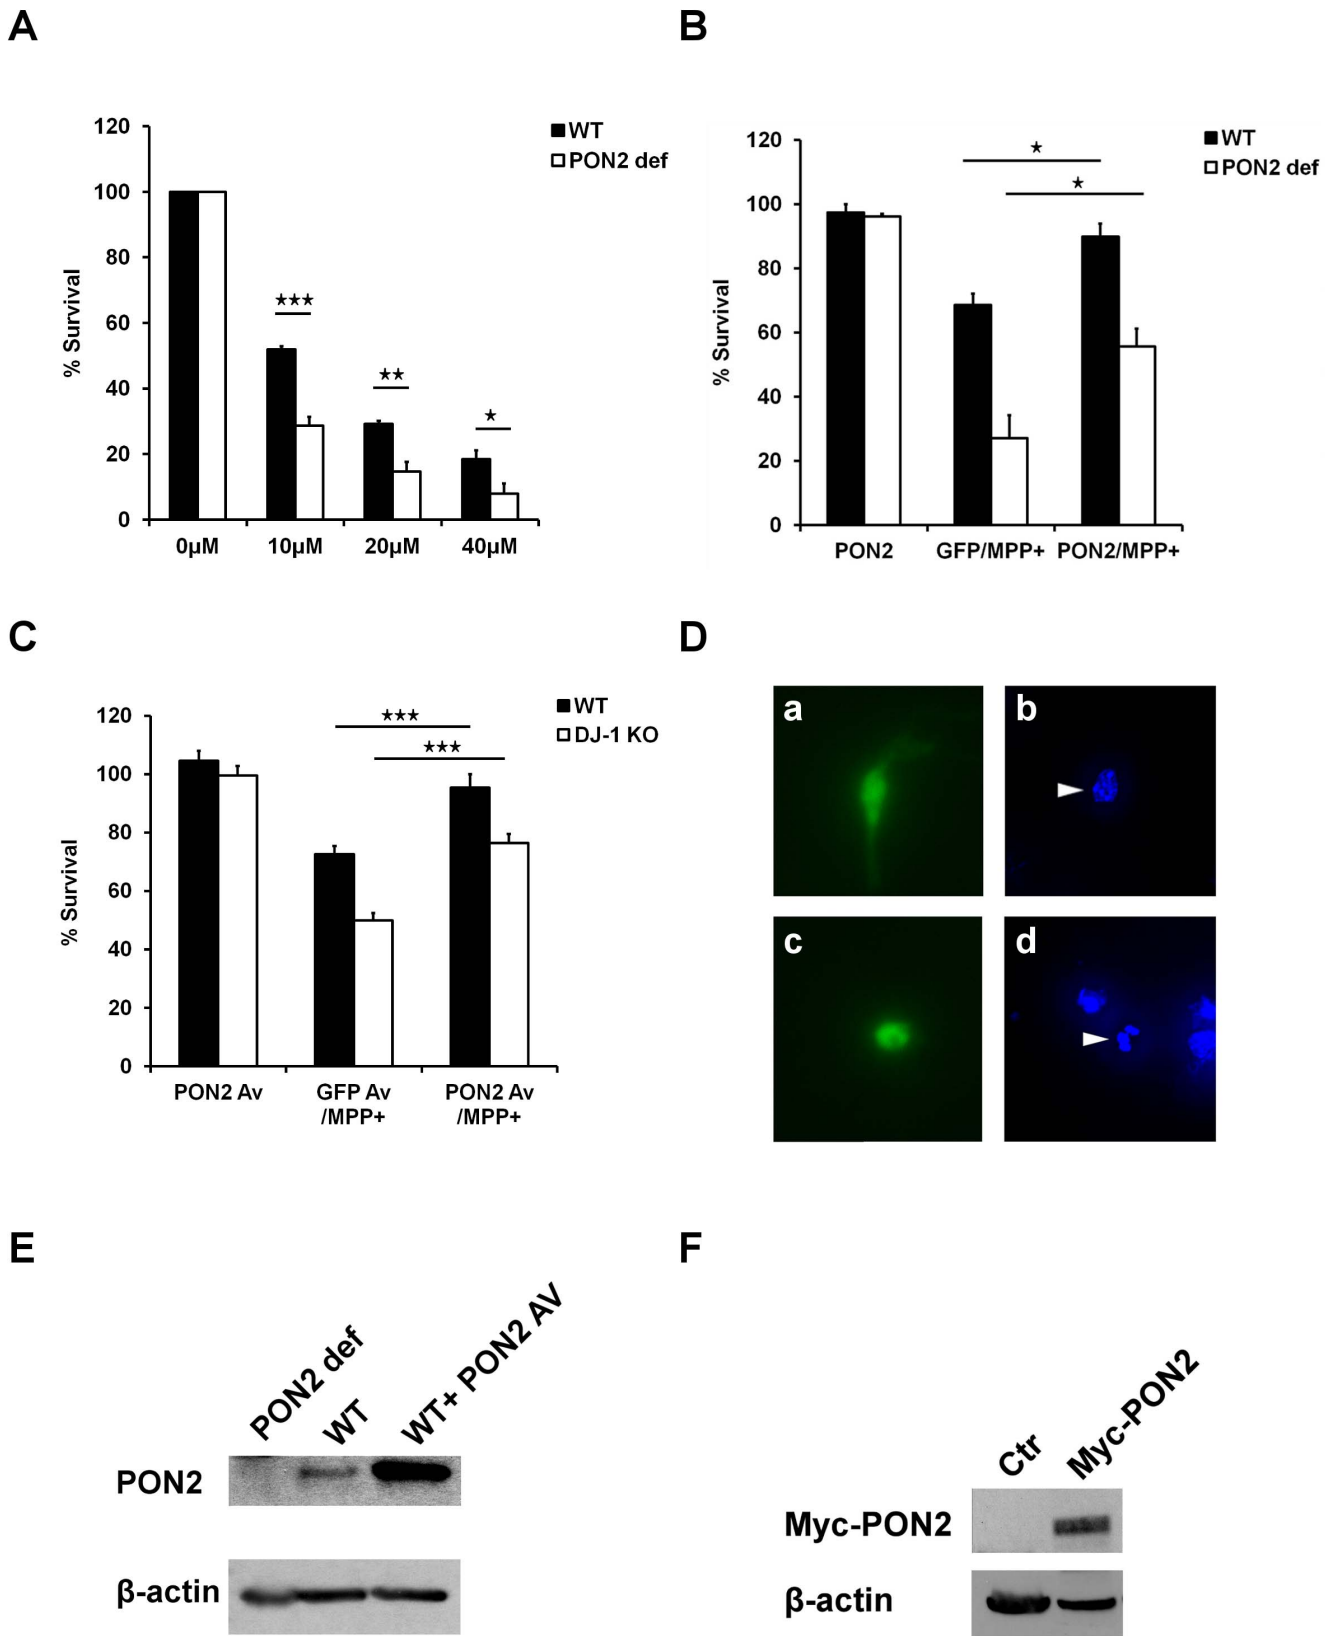 A
120
100
80
60
40
20
0
% Survival
WT
PON2 def
***
**
*
0µM 10µM 20µM 40µM
B
120
100
80
60
40
20
0
% Survival
WT
PON2 def
*
*
PON2 GFP/MPP+ PON2/MPP+
C
120
100
80
60
40
20
0
% Survival
WT
DJ-1 KO
***
***
PON2 Av GFP Av PON2 Av
/MPP+ /MPP+
D
a
b
c
d
E
PON2 def
WT
WT+ PON2 AV
PON2
β-actin
F
Ctr
Myc-PON2
Myc-PON2
β-actin